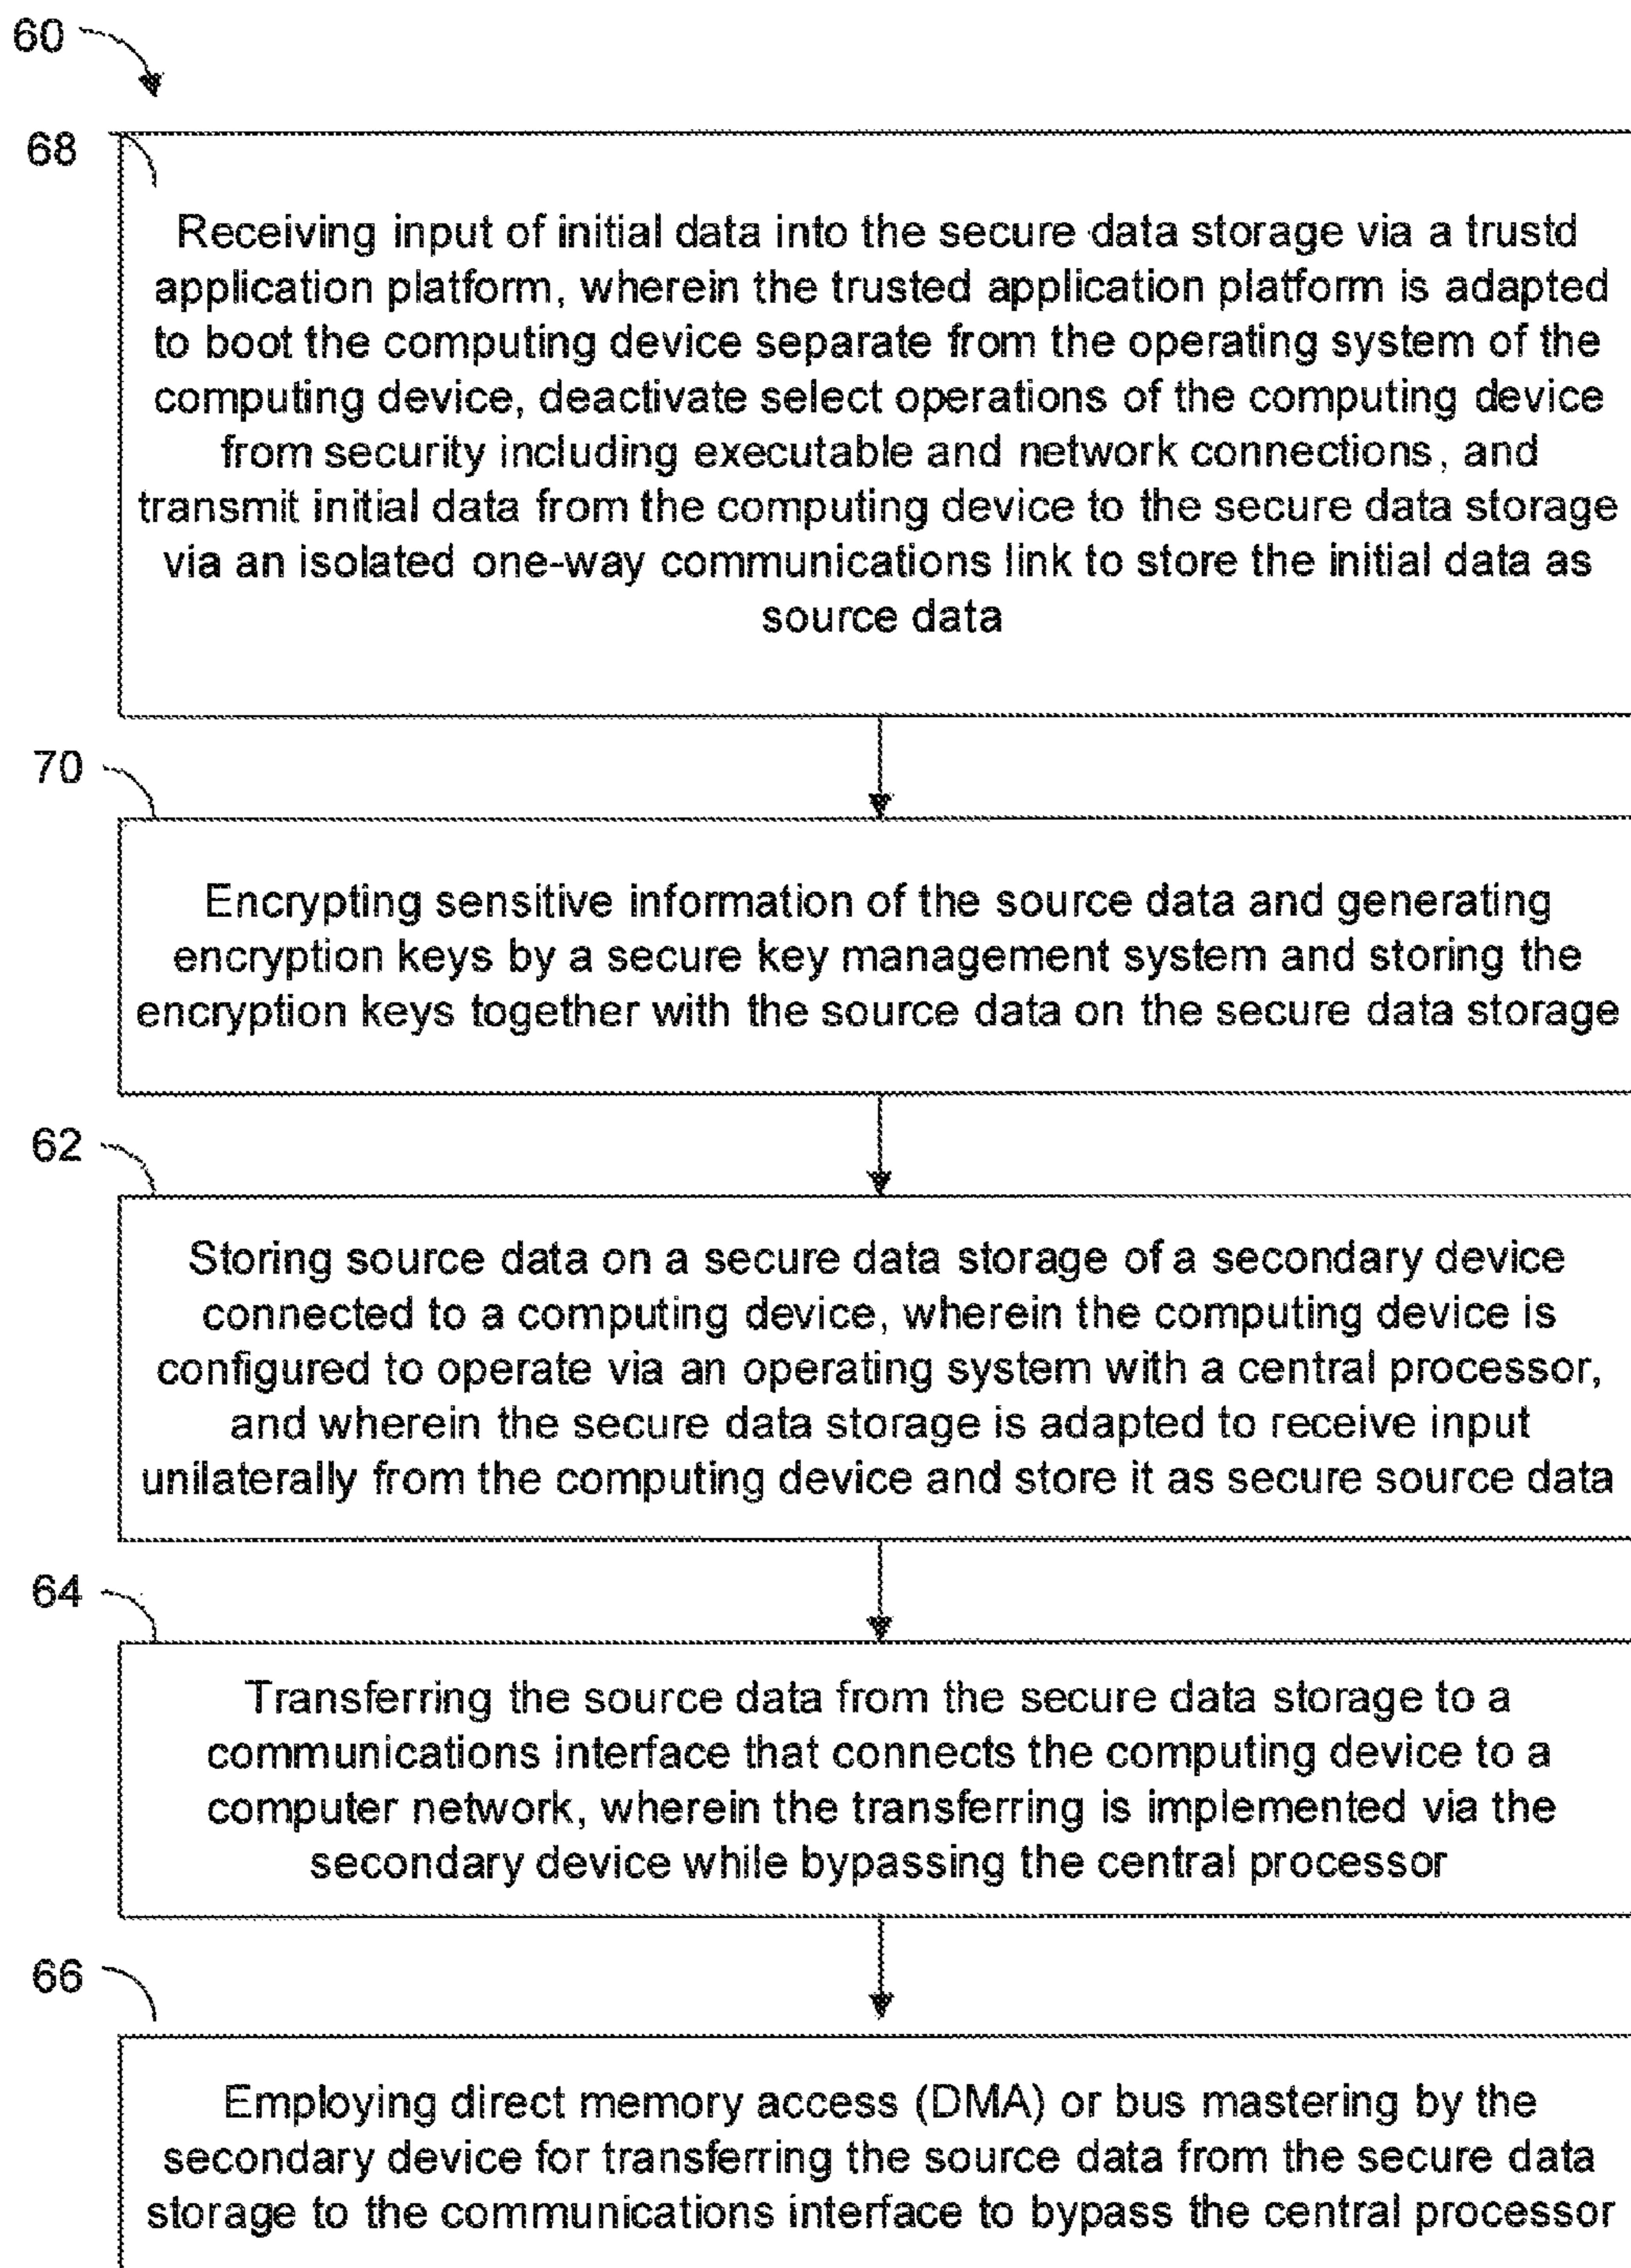 60
68
Receiving input of initial data into the secure data storage via a trustd
application platform, wherein the trusted application platform is adapted
to boot the computing device separate from the operating system of the
computing device, deactivate select operations of the computing device
from security including executable and network connections, and
transmit initial data from the computing device to the secure data storage
via an isolated one-way communications link to store the initial data as
source data
70
Encrypting sensitive information of the source data and generating
encryption keys by a secure key management system and storing the
encryption keys together with the source data on the secure data storage
62
Storing source data on a secure data storage of a secondary device
connected to a computing device, wherein the computing device is
configured to operate via an operating system with a central processor,
and wherein the secure data storage is adapted to receive input
unilaterally from the computing device and store it as secure source data
64
Transferring the source data from the secure data storage to a
communications interface that connects the computing device to a
computer network, wherein the transferring is implemented via the
secondary device while bypassing the central processor
66
Employing direct memory access (DMA) or bus mastering by the
secondary device for transferring the source data from the secure data
storage to the communications interface to bypass the central processor